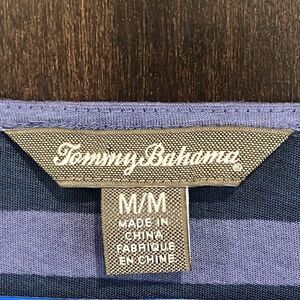 Tommy Bahama
M/M
MADE IN
CHINA
FABRIQUE
EN CHINE